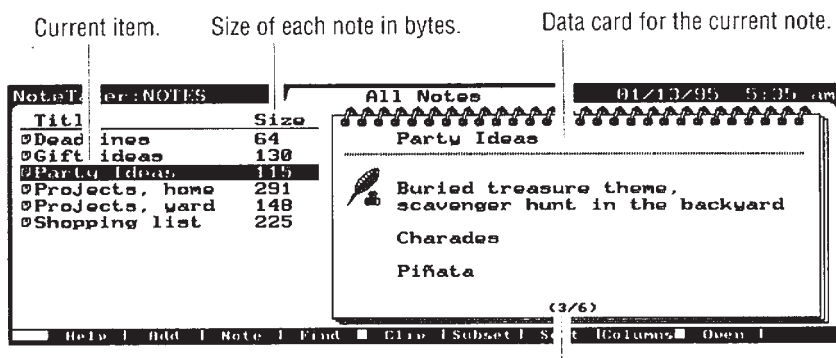 Current item. Size of each note in bytes. Data card for the current note.
NoteTaker:NOTES All Notes 01/13/95 5:35 am
Title Size
Deadlines 64
Gift ideas 130
Party Ideas 115
Projects, home 291
Projects, yard 148
Shopping list 225
Party Ideas
Buried treasure theme,
scavenger hunt in the backyard
Charades
Piñata
(3/6)
Help Add Note Find Clip Subset Sort Columns Open